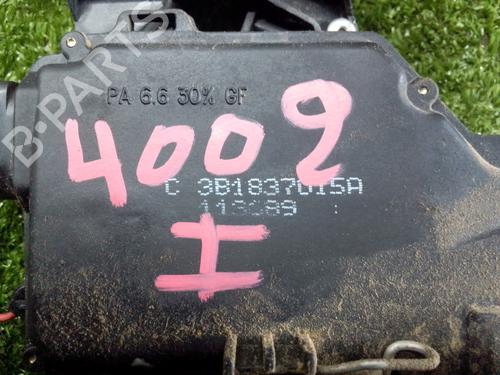 PA 6.6 30% GF
4009
C 3B1837015A
I
B-PARTS